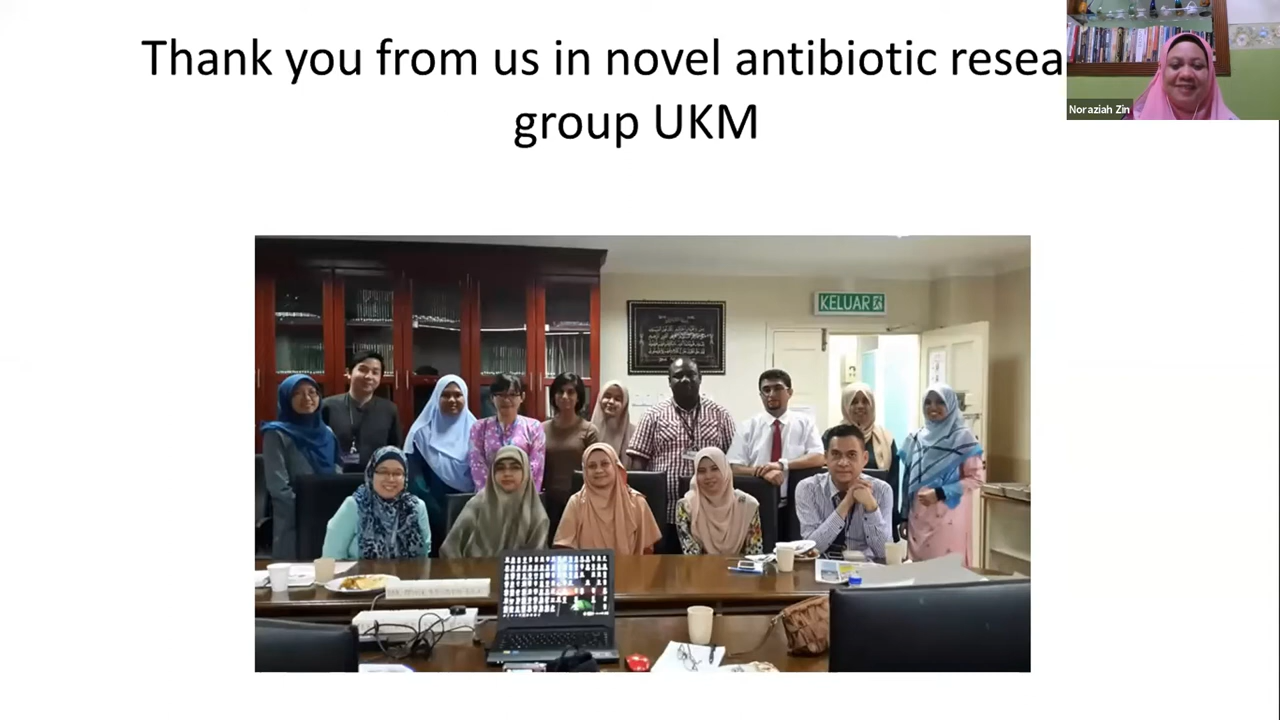 Thank you from us in novel antibiotic resea
group UKM
Noraziah Zin
KELUAR